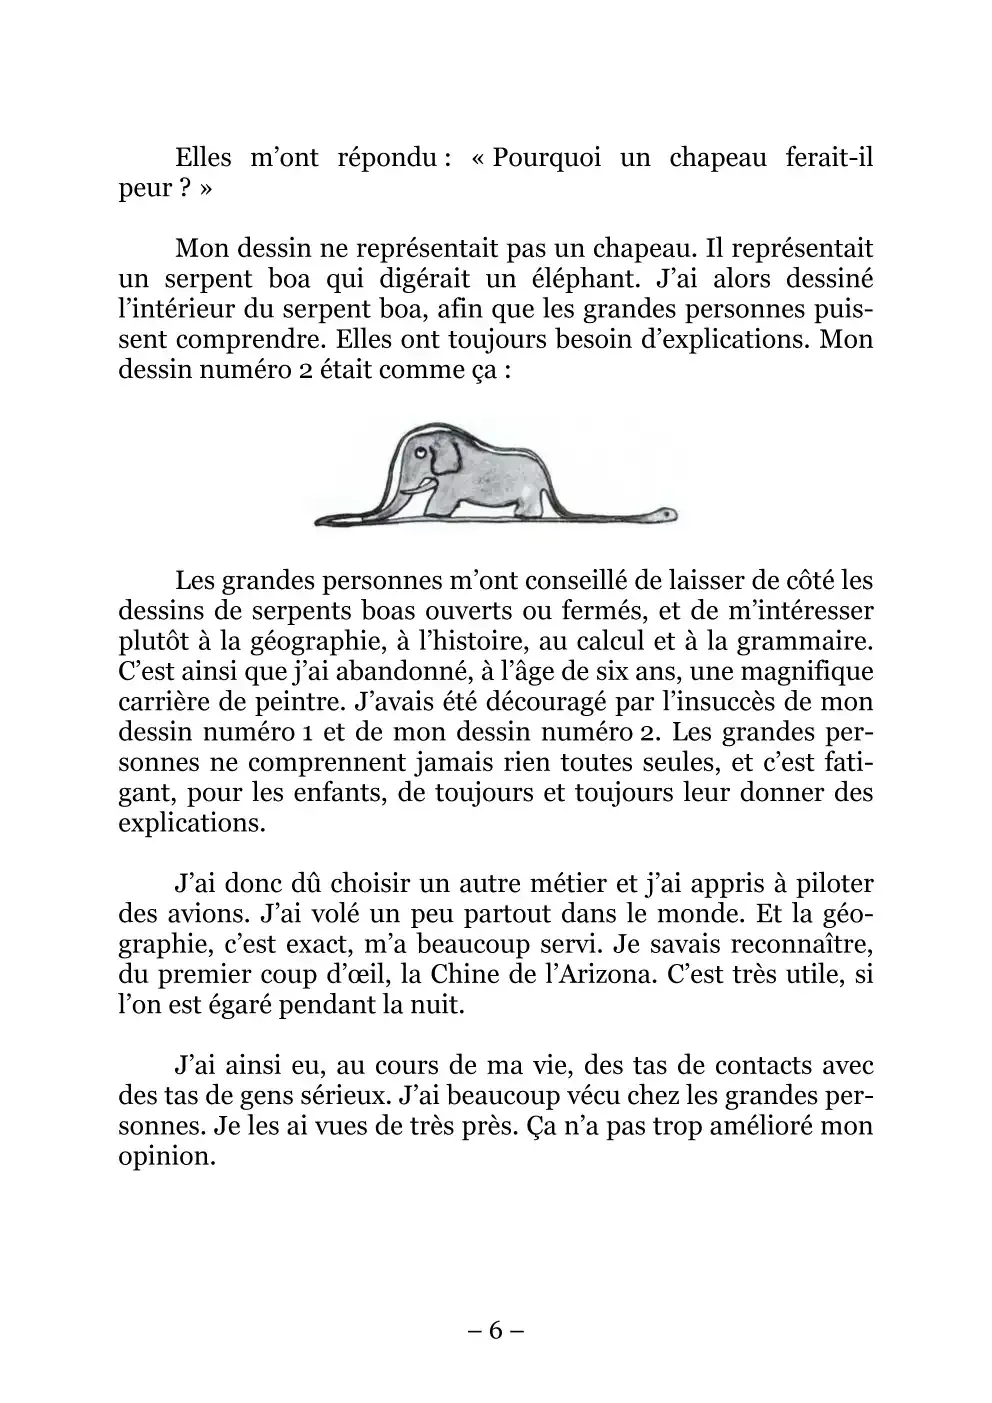 Elles m’ont répondu : « Pourquoi un chapeau ferait-il
peur ? »
Mon dessin ne représentait pas un chapeau. Il représentait
un serpent boa qui digérait un éléphant. J’ai alors dessiné
l’intérieur du serpent boa, afin que les grandes personnes puis-
sent comprendre. Elles ont toujours besoin d’explications. Mon
dessin numéro 2 était comme ça :
Les grandes personnes m’ont conseillé de laisser de côté les
dessins de serpents boas ouverts ou fermés, et de m’intéresser
plutôt à la géographie, à l’histoire, au calcul et à la grammaire.
C’est ainsi que j’ai abandonné, à l’âge de six ans, une magnifique
carrière de peintre. J’avais été découragé par l’insuccès de mon
dessin numéro 1 et de mon dessin numéro 2. Les grandes per-
sonnes ne comprennent jamais rien toutes seules, et c’est fati-
gant, pour les enfants, de toujours et toujours leur donner des
explications.
J’ai donc dû choisir un autre métier et j’ai appris à piloter
des avions. J’ai volé un peu partout dans le monde. Et la géo-
graphie, c’est exact, m’a beaucoup servi. Je savais reconnaître,
du premier coup d’œil, la Chine de l’Arizona. C’est très utile, si
l’on est égaré pendant la nuit.
J’ai ainsi eu, au cours de ma vie, des tas de contacts avec
des tas de gens sérieux. J’ai beaucoup vécu chez les grandes per-
sonnes. Je les ai vues de très près. Ça n’a pas trop amélioré mon
opinion.
– 6 –